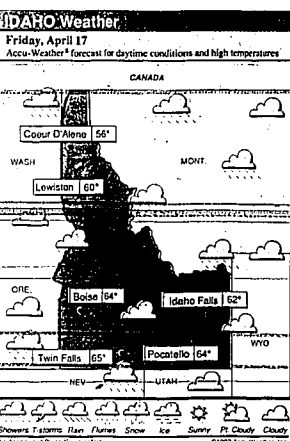 IDAHO Weather
Friday, April 17
Accu-Weather® forecast for daytime conditions and high temperatures
CANADA
Coeur D'Alene 56°
WASH
MONT.
Lewiston 60°
ORE.
Boise 64°
Idaho Falls 62°
WYO
Twin Falls 65°
Pocatello 64°
NEV
UTAH
Showers T-storms Rain Flurries Snow Ice Sunny Pt. Cloudy Cloudy